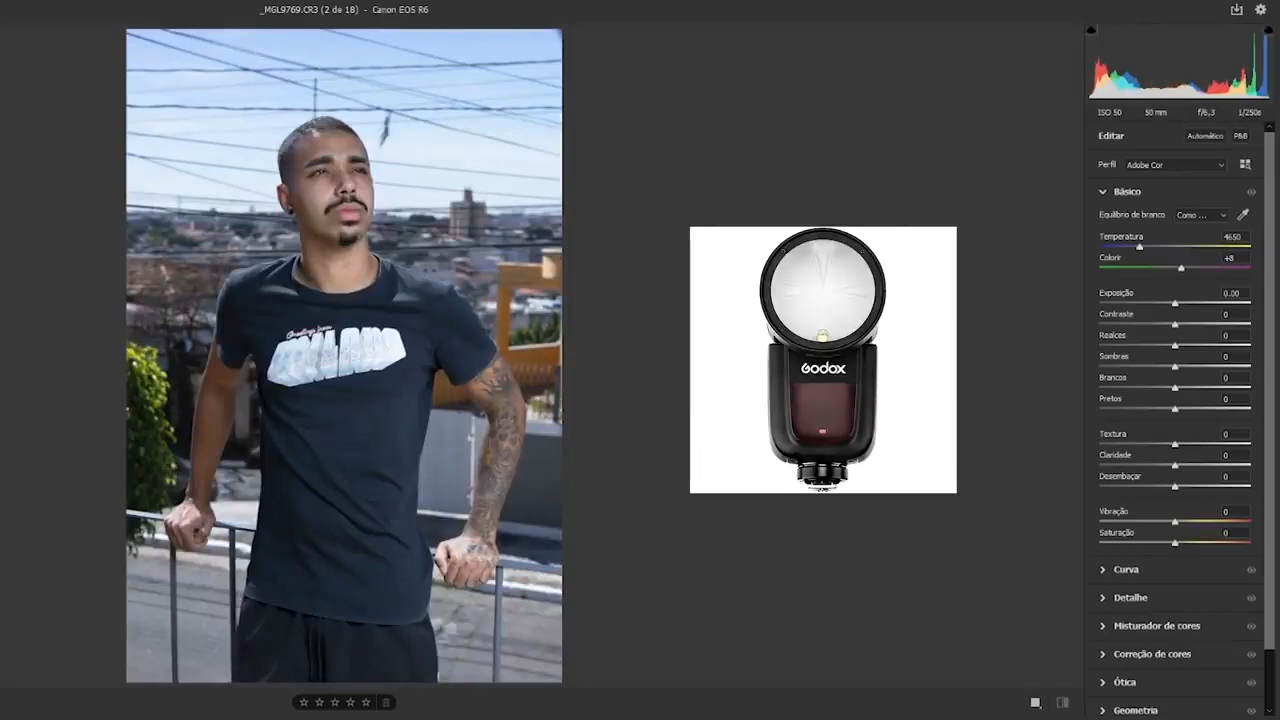 _MGL9769.CR3 (2 de 18) - Canon EOS R6
ISO 50 50 mm f/6,3 1/250s
Editar Automático P&B
Perfil Adobe Cor
Básico
Equilíbrio de branco Como ...
Temperatura 4650
Colorir +8
Exposição 0.00
Contraste 0
Realces 0
Sombras 0
Brancos 0
Pretos 0
Textura 0
Claridade 0
Desembaçar 0
Vibração 0
Saturação 0
Curva
Detalhe
Misturador de cores
Correção de cores
Ótica
Geometria
Greetings from
Godox